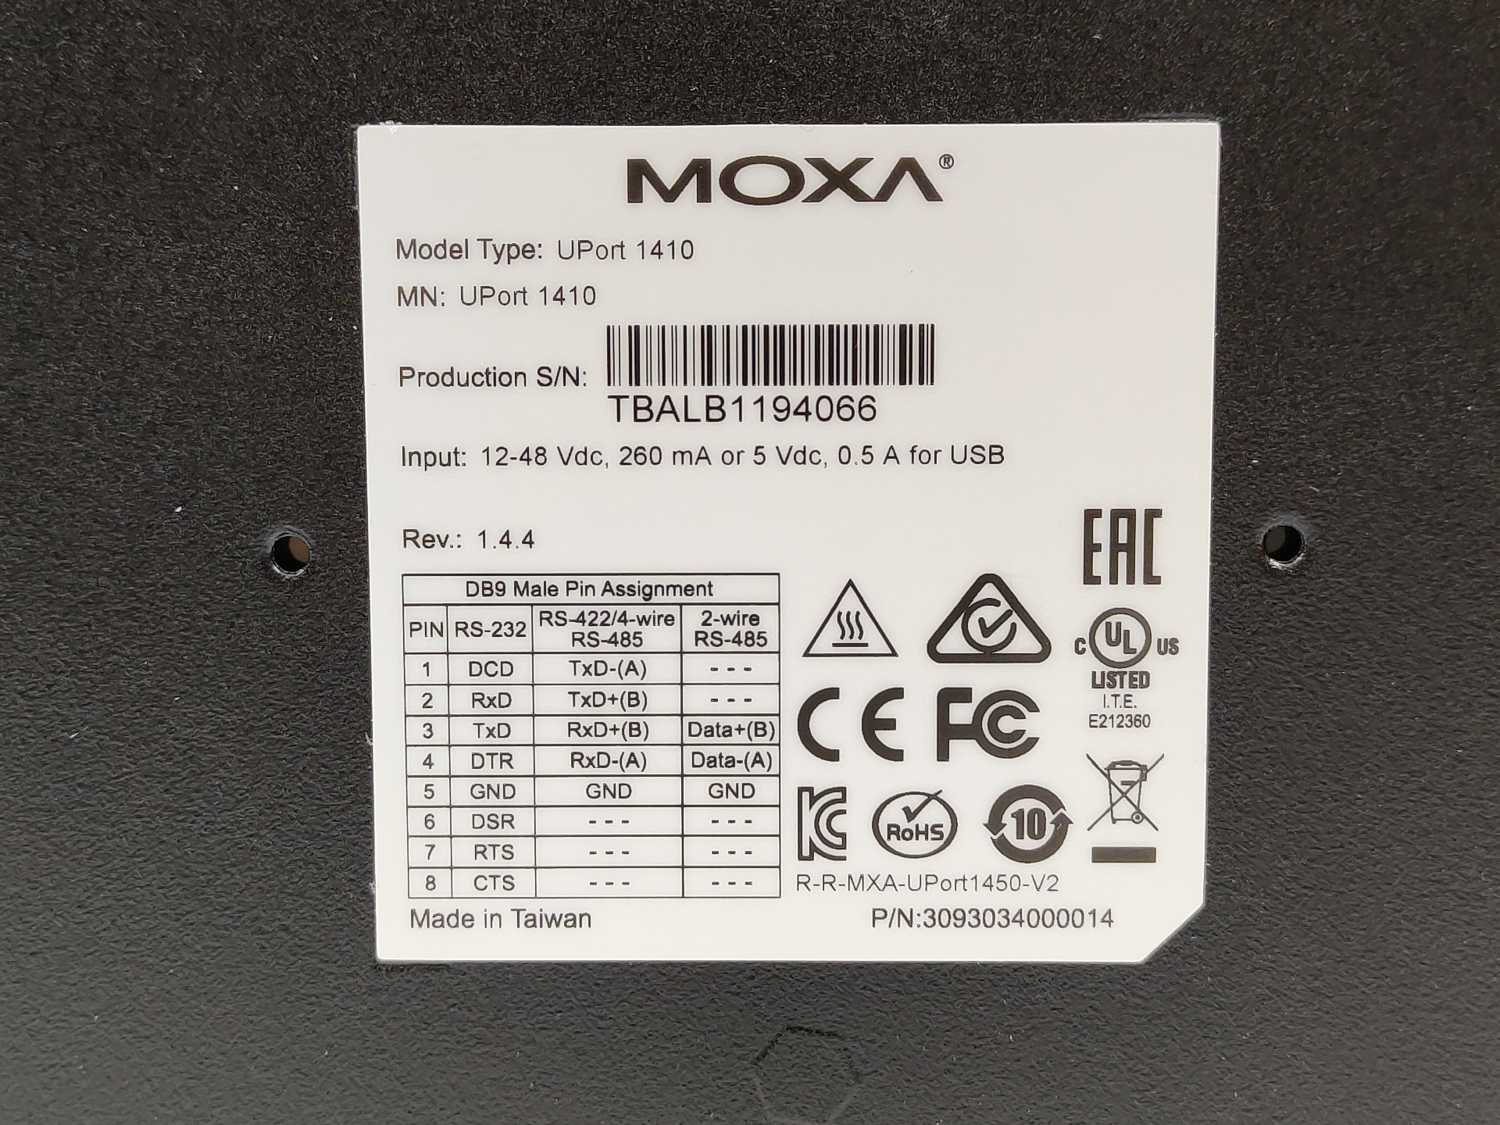 MOXA®
Model Type: UPort 1410
MN: UPort 1410
Production S/N:
TBALB1194066
Input: 12-48 Vdc, 260 mA or 5 Vdc, 0.5 A for USB
Rev.: 1.4.4
EAC
DB9 Male Pin Assignment
PIN RS-232 RS-422/4-wire RS-485 2-wire RS-485
1 DCD TxD-(A) - - -
2 RxD TxD+(B) - - -
3 TxD RxD+(B) Data+(B)
4 DTR RxD-(A) Data-(A)
5 GND GND GND
6 DSR - - - - - -
7 RTS - - - - - -
8 CTS - - - - - -
C UL US
LISTED
I.T.E.
E212360
CE FC
KC RoHS 10
R-R-MXA-UPort1450-V2
Made in Taiwan P/N:3093034000014